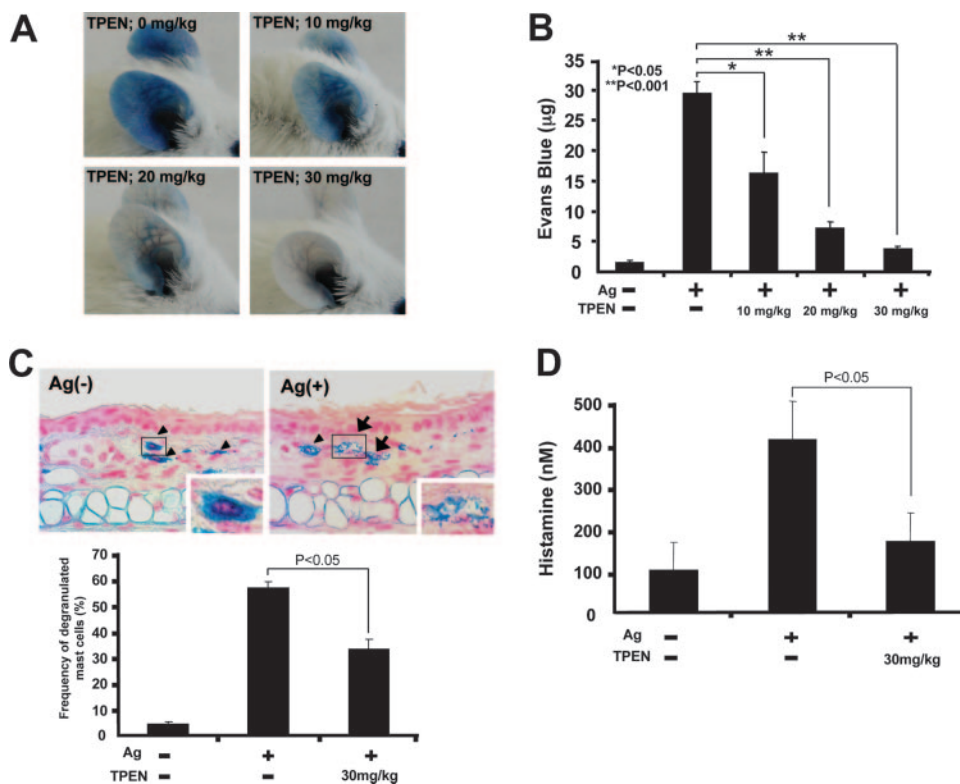 A
TPEN; 0 mg/kg
TPEN; 10 mg/kg
TPEN; 20 mg/kg
TPEN; 30 mg/kg
B
*P<0.05
**P<0.001
*
**
**
Evans Blue (µg)
35
30
25
20
15
10
5
0
Ag - + + + +
TPEN - - 10 mg/kg 20 mg/kg 30 mg/kg
C
Ag(-)
Ag(+)
Frequency of degranulated
mast cells (%)
70
60
50
40
30
20
10
0
P<0.05
Ag - + +
TPEN - - 30mg/kg
D
Histamine (nM)
500
400
300
200
100
0
P<0.05
Ag - + +
TPEN - - 30mg/kg